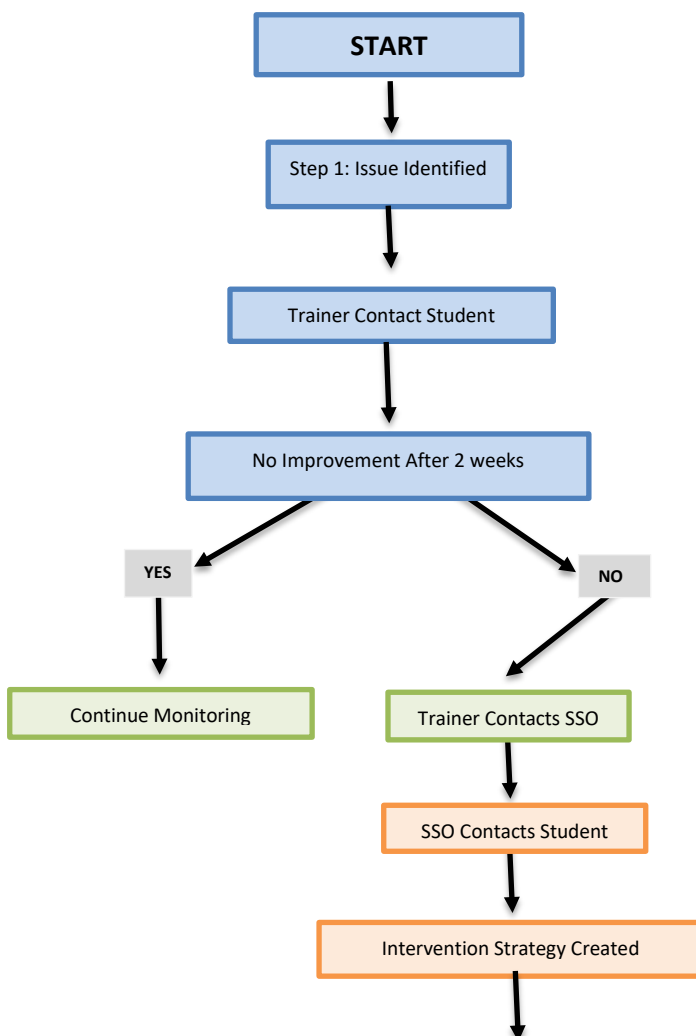 START
Step 1: Issue Identified
Trainer Contact Student
No Improvement After 2 weeks
YES
NO
Continue Monitoring
Trainer Contacts SSO
SSO Contacts Student
Intervention Strategy Created